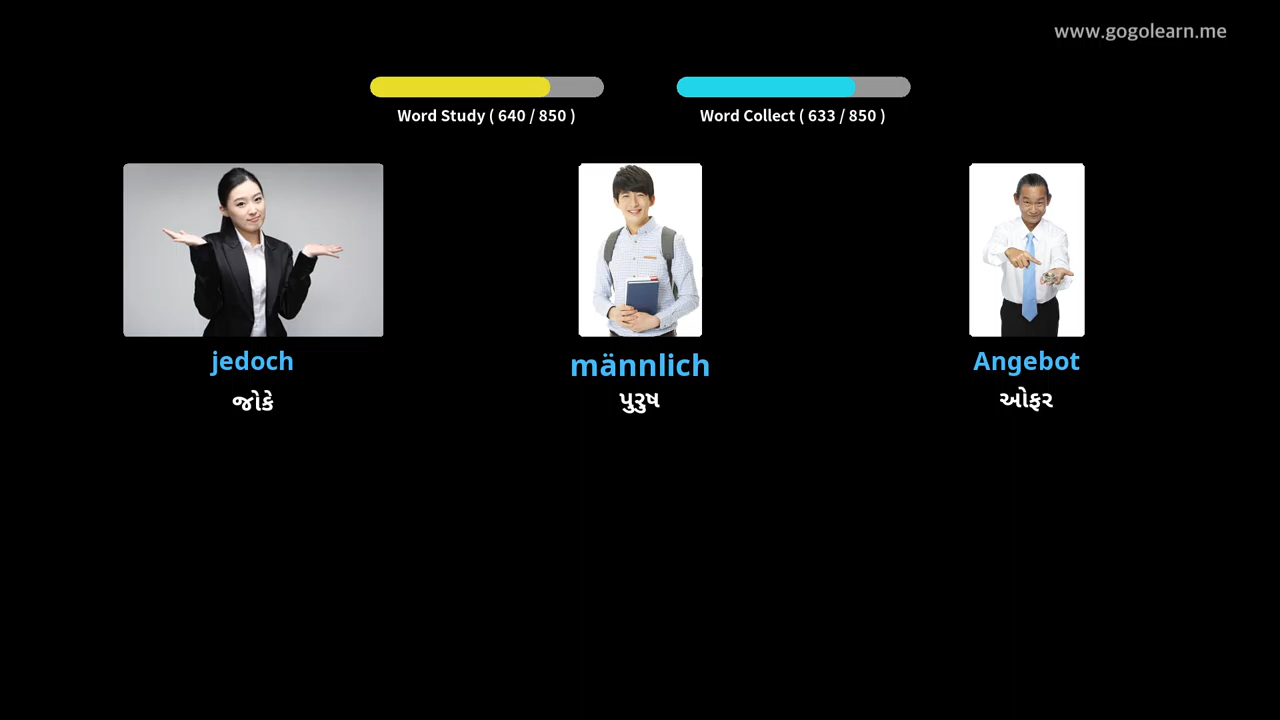 www.gogolearn.me
Word Study ( 640 / 850 )
Word Collect ( 633 / 850 )
jedoch
männlich
Angebot
જોકે
પુરુષ
ઓફર